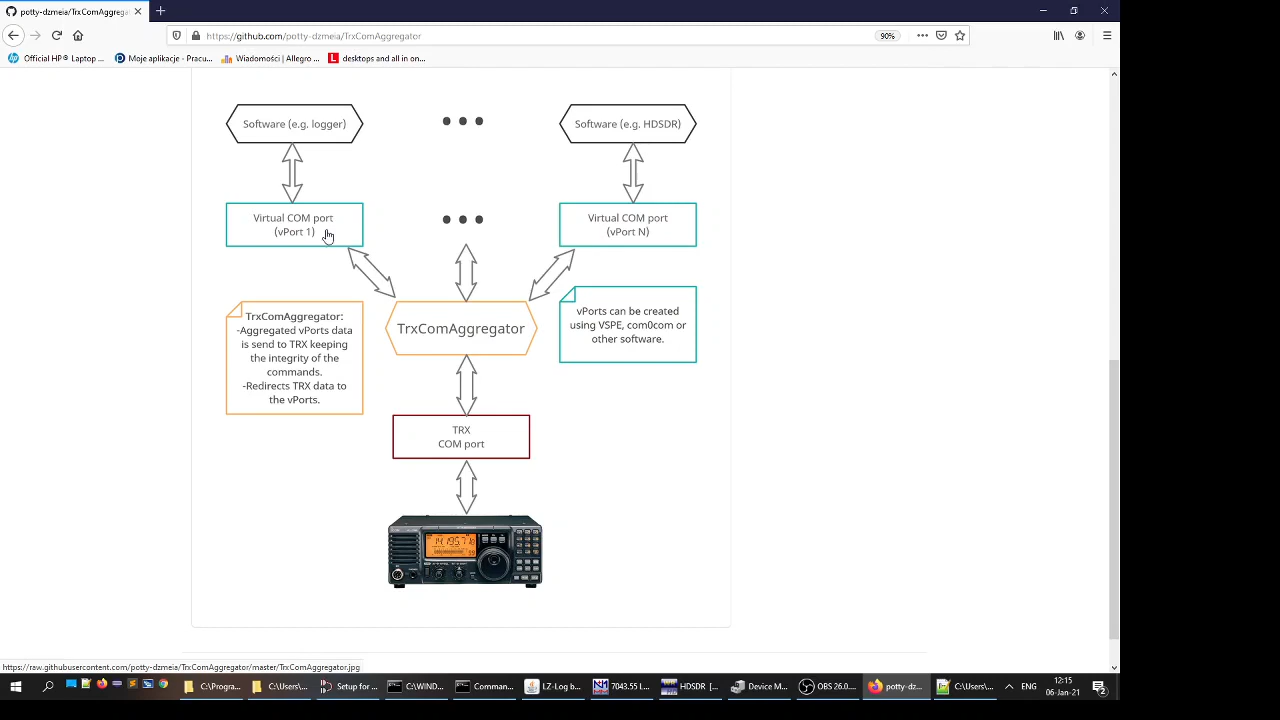 potty-dzmeia/TrxComAggregat
https://github.com/potty-dzmeia/TrxComAggregator
90%
Official HP® Laptop ...
Moje aplikacje - Pracu...
Wiadomości | Allegro ...
desktops and all in on...
Software (e.g. logger)
Software (e.g. HDSDR)
Virtual COM port
(vPort 1)
Virtual COM port
(vPort N)
TrxComAggregator:
-Aggregated vPorts data
is send to TRX keeping
the integrity of the
commands.
-Redirects TRX data to
the vPorts.
TrxComAggregator
vPorts can be created
using VSPE, com0com or
other software.
TRX
COM port
https://raw.githubusercontent.com/potty-dzmeia/TrxComAggregator/master/TrxComAggregator.jpg
C:\Progra...
C:\Users\...
Setup for ...
C:\WIND...
Comman...
LZ-Log b...
7043.55 L...
HDSDR [...
Device M...
OBS 26.0....
potty-dz...
C:\Users\...
ENG
12:15
06-Jan-21
2